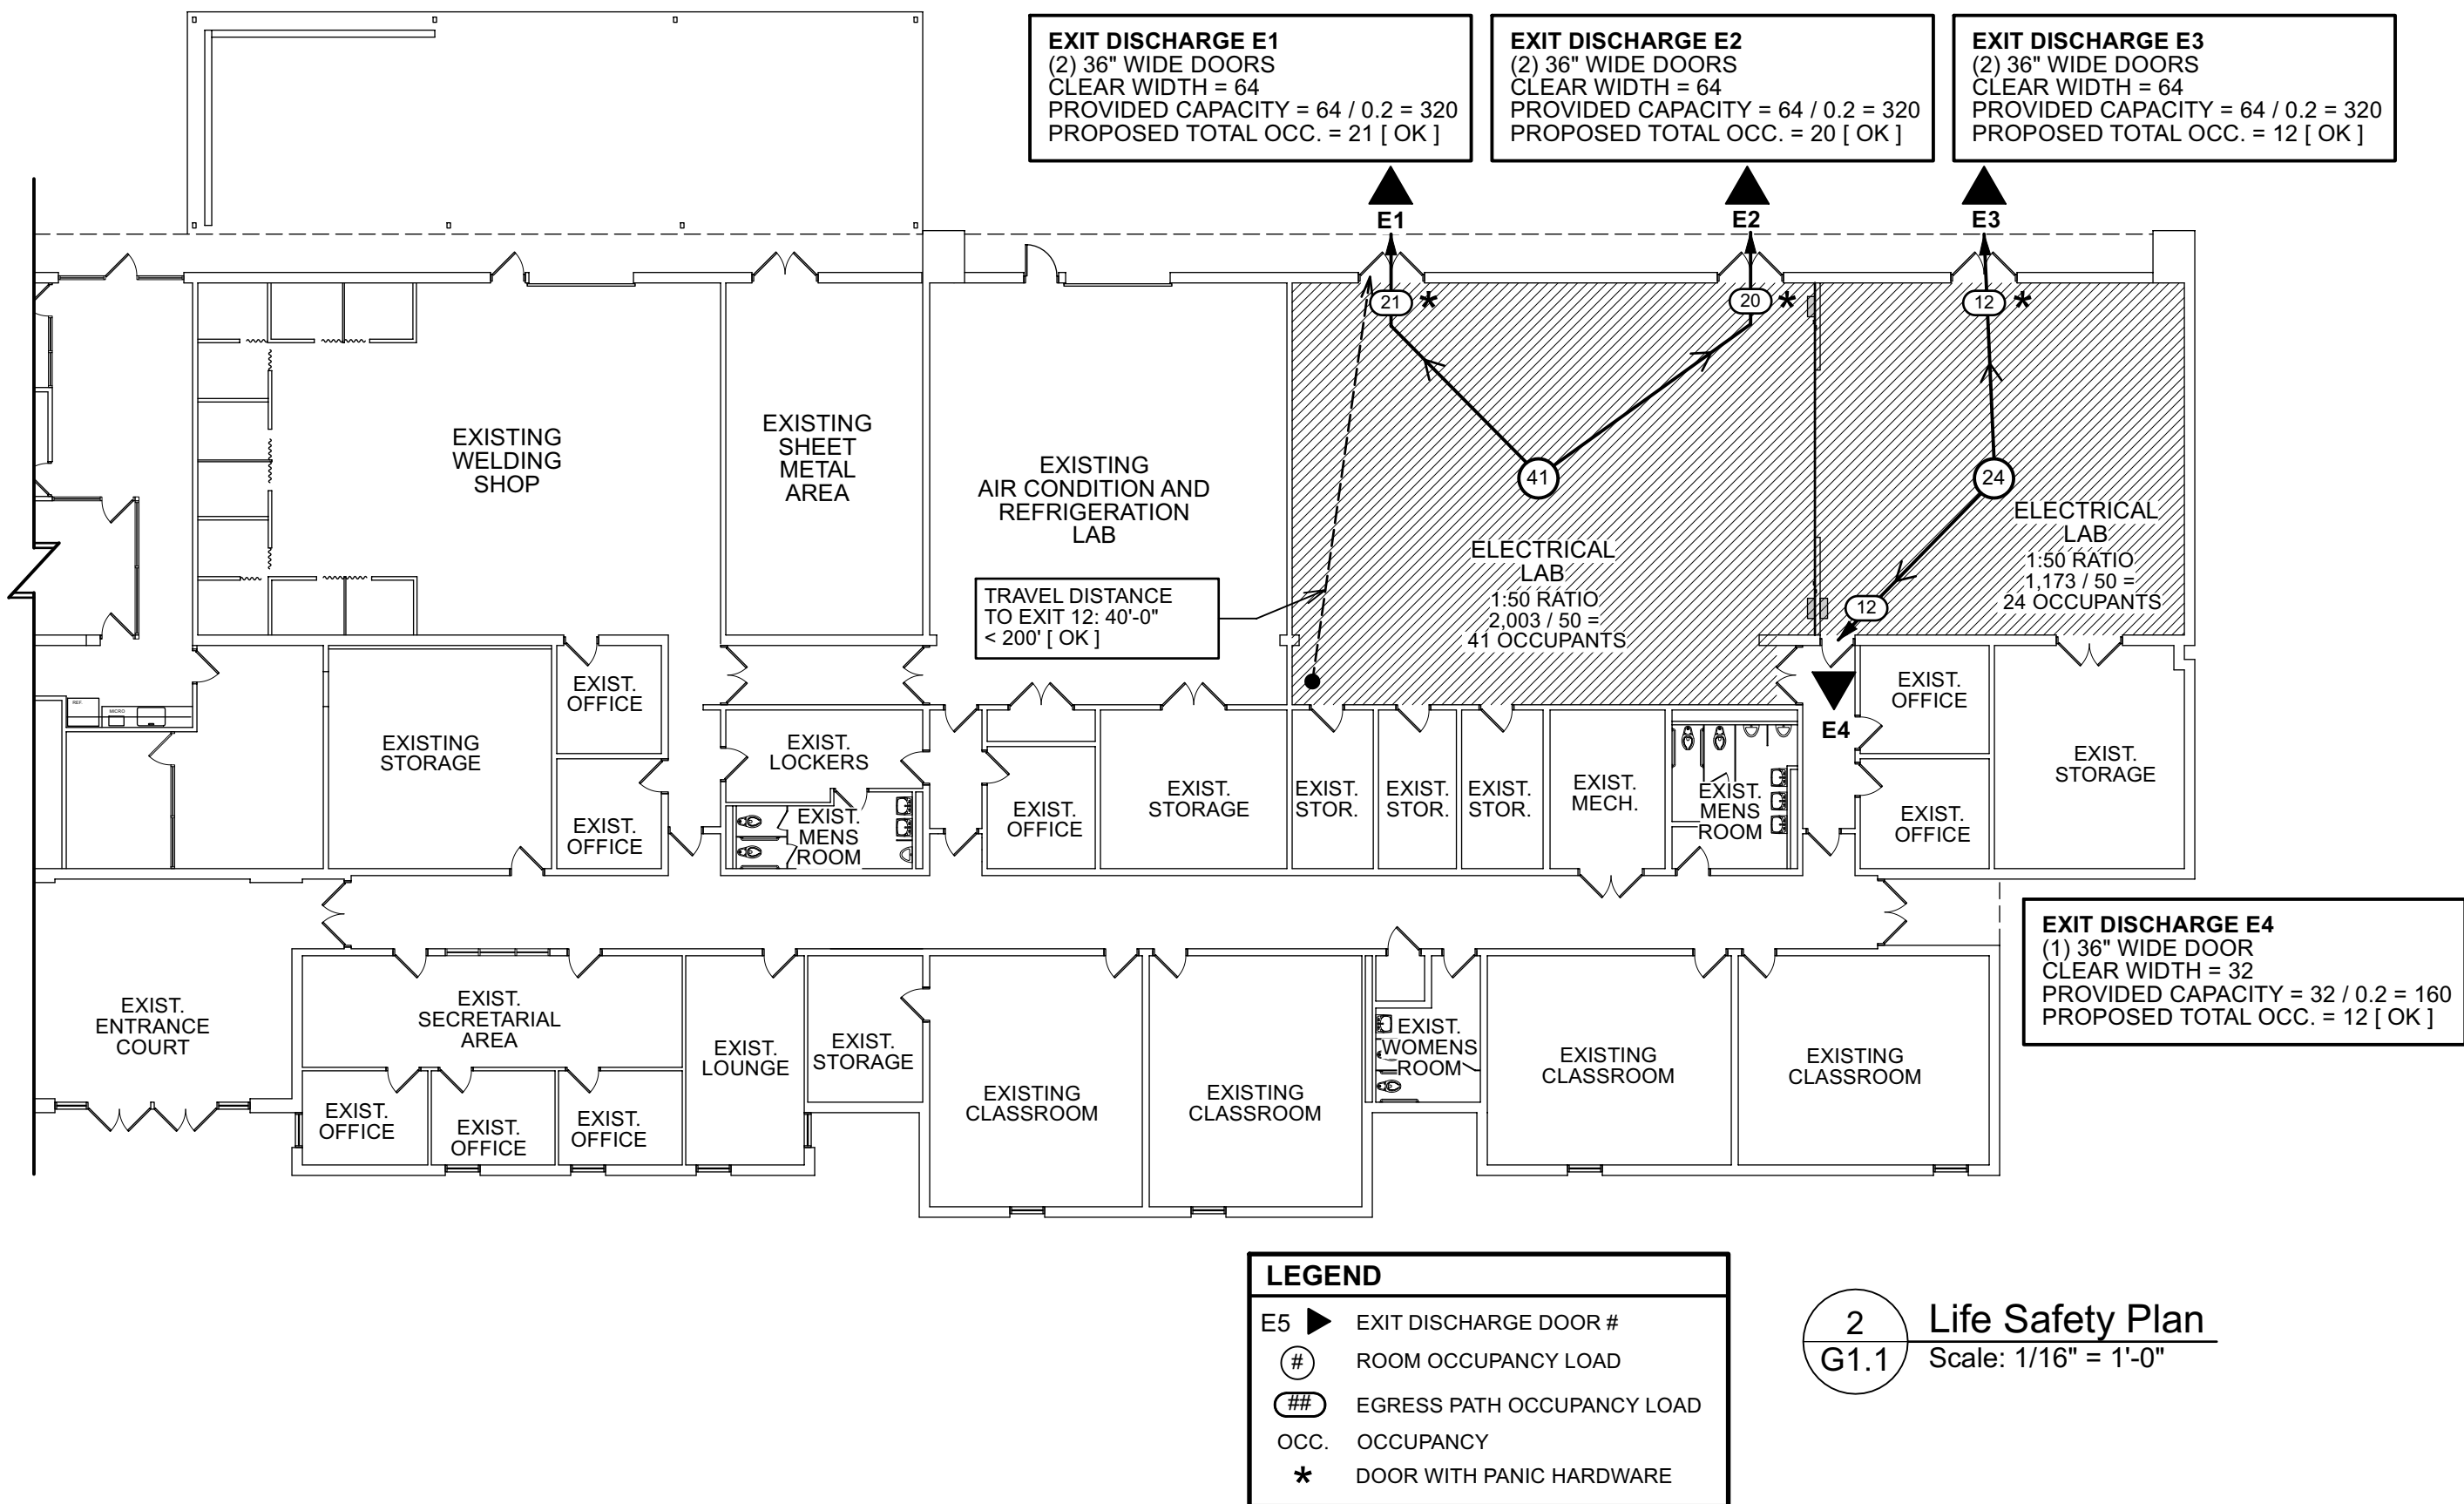 EXIT DISCHARGE E1
(2) 36" WIDE DOORS
CLEAR WIDTH = 64
PROVIDED CAPACITY = 64 / 0.2 = 320
PROPOSED TOTAL OCC. = 21 [ OK ]
EXIT DISCHARGE E2
(2) 36" WIDE DOORS
CLEAR WIDTH = 64
PROVIDED CAPACITY = 64 / 0.2 = 320
PROPOSED TOTAL OCC. = 20 [ OK ]
EXIT DISCHARGE E3
(2) 36" WIDE DOORS
CLEAR WIDTH = 64
PROVIDED CAPACITY = 64 / 0.2 = 320
PROPOSED TOTAL OCC. = 12 [ OK ]
E1
E2
E3
21 *
20 *
12 *
EXISTING
WELDING
SHOP
EXISTING
SHEET
METAL
AREA
EXISTING
AIR CONDITION AND
REFRIGERATION
LAB
41
24
ELECTRICAL
LAB
1:50 RATIO
2,003 / 50 =
41 OCCUPANTS
ELECTRICAL
LAB
1:50 RATIO
1,173 / 50 =
24 OCCUPANTS
12
TRAVEL DISTANCE
TO EXIT 12: 40'-0"
< 200' [ OK ]
E4
REF.
MICRO
EXISTING
STORAGE
EXIST.
OFFICE
EXIST.
OFFICE
EXIST.
LOCKERS
EXIST.
MENS
ROOM
EXIST.
OFFICE
EXIST.
STORAGE
EXIST.
STOR.
EXIST.
STOR.
EXIST.
STOR.
EXIST.
MECH.
EXIST.
MENS
ROOM
EXIST.
OFFICE
EXIST.
OFFICE
EXIST.
STORAGE
EXIT DISCHARGE E4
(1) 36" WIDE DOOR
CLEAR WIDTH = 32
PROVIDED CAPACITY = 32 / 0.2 = 160
PROPOSED TOTAL OCC. = 12 [ OK ]
EXIST.
ENTRANCE
COURT
EXIST.
SECRETARIAL
AREA
EXIST.
OFFICE
EXIST.
OFFICE
EXIST.
OFFICE
EXIST.
LOUNGE
EXIST.
STORAGE
EXISTING
CLASSROOM
EXISTING
CLASSROOM
EXIST.
WOMENS
ROOM
EXISTING
CLASSROOM
EXISTING
CLASSROOM
LEGEND
E5 EXIT DISCHARGE DOOR #
# ROOM OCCUPANCY LOAD
## EGRESS PATH OCCUPANCY LOAD
OCC. OCCUPANCY
* DOOR WITH PANIC HARDWARE
2
G1.1
Life Safety Plan
Scale: 1/16" = 1'-0"